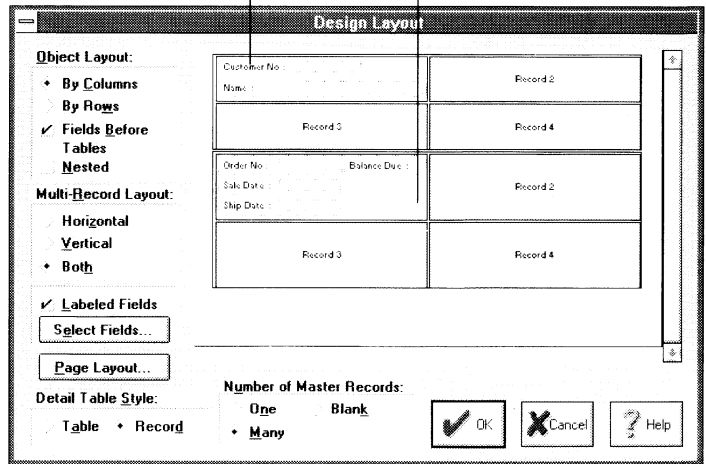 Design Layout
Object Layout:
By Columns
By Rows
Fields Before
Tables
Nested
Multi-Record Layout:
Horizontal
Vertical
Both
Labeled Fields
Select Fields...
Page Layout...
Detail Table Style:
Table Record
Customer No :
Name :
Record 2
Record 3
Record 4
Order No : Balance Due :
Sale Date :
Ship Date :
Record 2
Record 3
Record 4
Number of Master Records:
One Blank
Many
OK
Cancel
Help